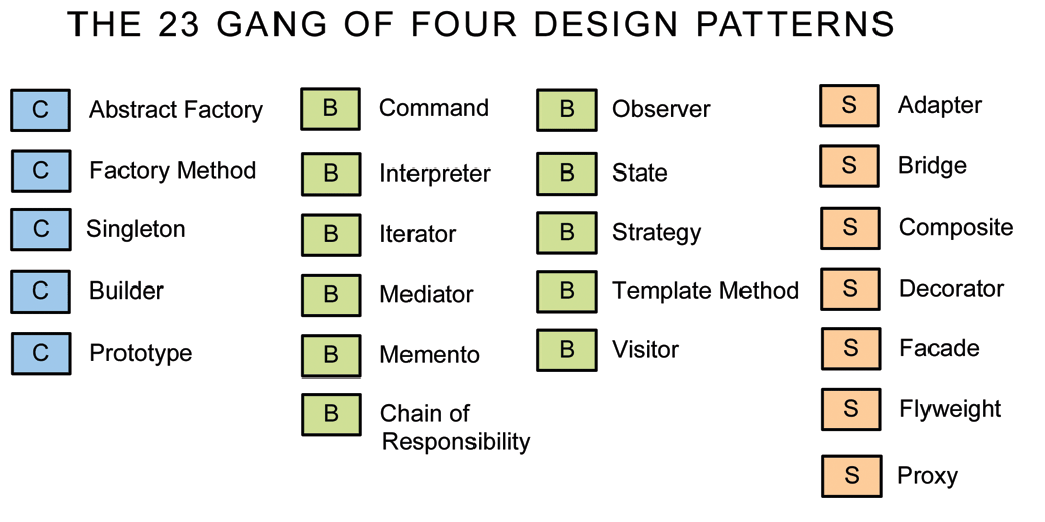 THE 23 GANG OF FOUR DESIGN PATTERNS
C Abstract Factory
C Factory Method
C Singleton
C Builder
C Prototype
B Command
B Interpreter
B Iterator
B Mediator
B Memento
B Chain of
Responsibility
B Observer
B State
B Strategy
B Template Method
B Visitor
S Adapter
S Bridge
S Composite
S Decorator
S Facade
S Flyweight
S Proxy